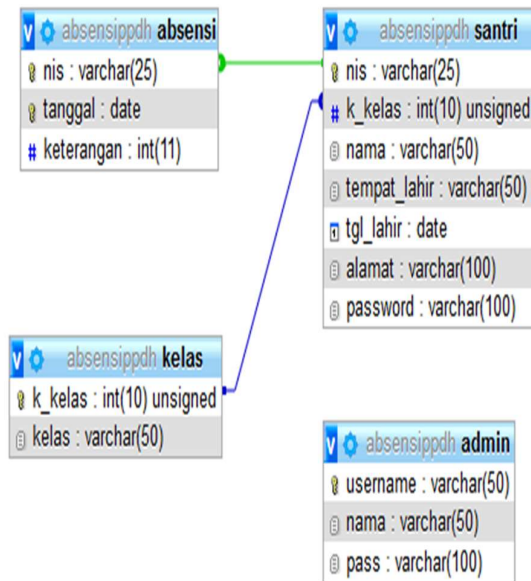 absensippdh absensi
nis : varchar(25)
tanggal : date
keterangan : int(11)
absensippdh santri
nis : varchar(25)
k_kelas : int(10) unsigned
nama : varchar(50)
tempat_lahir : varchar(50)
tgl_lahir : date
alamat : varchar(100)
password : varchar(100)
absensippdh kelas
k_kelas : int(10) unsigned
kelas : varchar(50)
absensippdh admin
username : varchar(50)
nama : varchar(50)
pass : varchar(100)